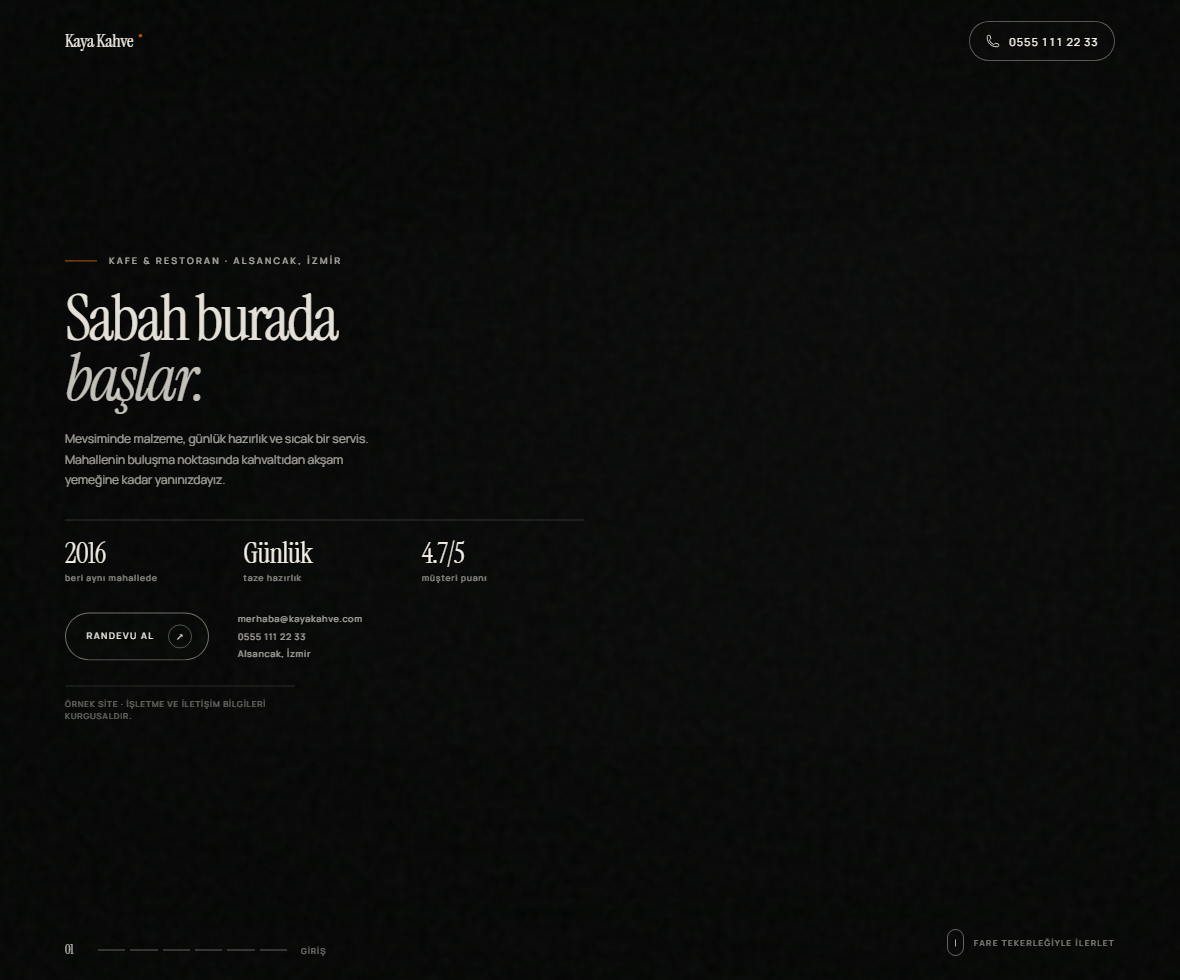 Kaya Kahve
0555 111 22 33
KAFE & RESTORAN · ALSANCAK, İZMİR
Sabah burada
başlar.
Mevsiminde malzeme, günlük hazırlık ve sıcak bir servis.
Mahallenin buluşma noktasında kahvaltıdan akşam
yemeğine kadar yanınızdayız.
2016
beri aynı mahallede
Günlük
taze hazırlık
4.7/5
müşteri puanı
RANDEVU AL ↗
merhaba@kayakahve.com
0555 111 22 33
Alsancak, İzmir
ÖRNEK SİTE · İŞLETME VE İLETİŞİM BİLGİLERİ
KURGUSALDIR.
01
GİRİŞ
FARE TEKERLEĞİYLE İLERLET